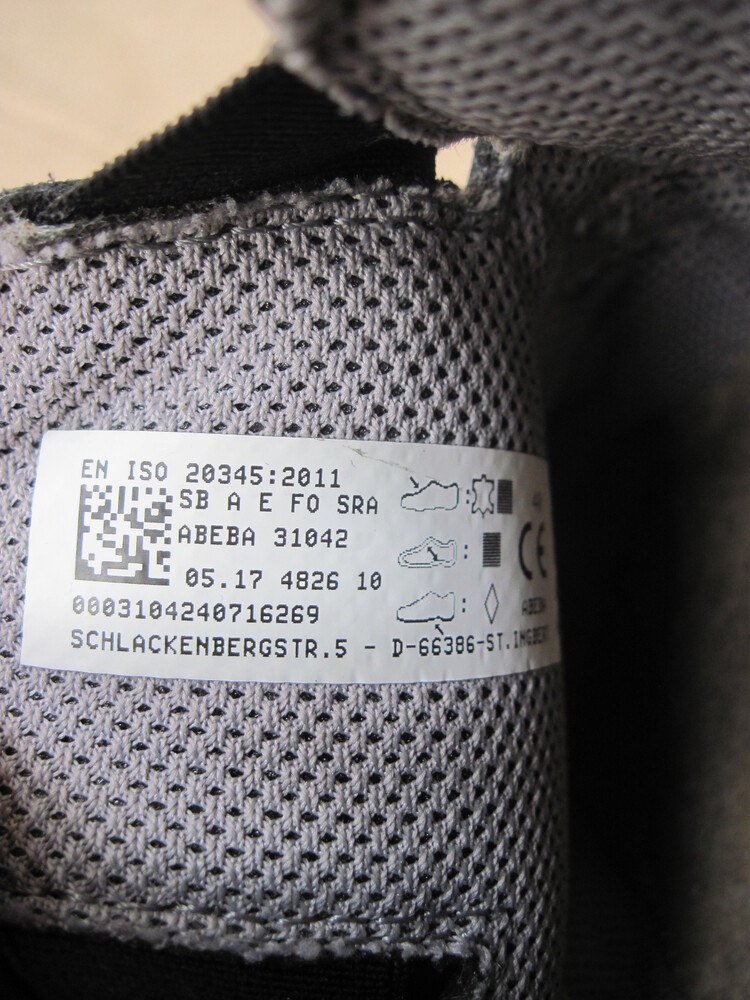 EN ISO 20345:2011
SB A E FO SRA
ABEBA 31042
05.17 4826 10
0003104240716269
SCHLACKENBERGSTR.5 - D-66386-ST.INGBERT
:
:
:
CE
ABEBA